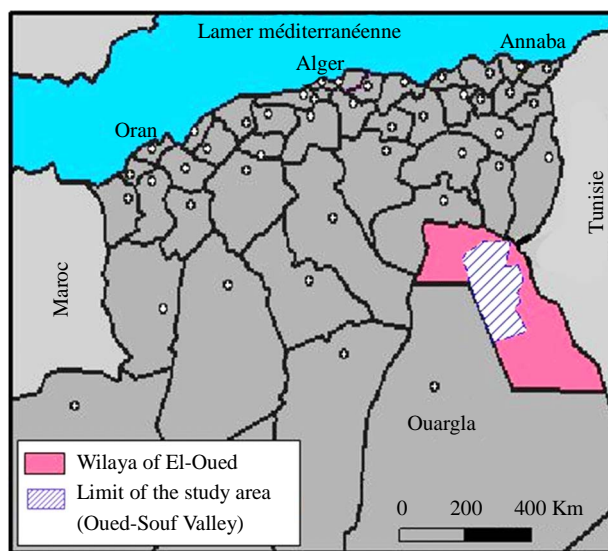 Lamer méditerranéenne
Annaba
Alger
Oran
Tunisie
Maroc
Ouargla
Wilaya of El-Oued
Limit of the study area
(Oued-Souf Valley)
0 200 400 Km